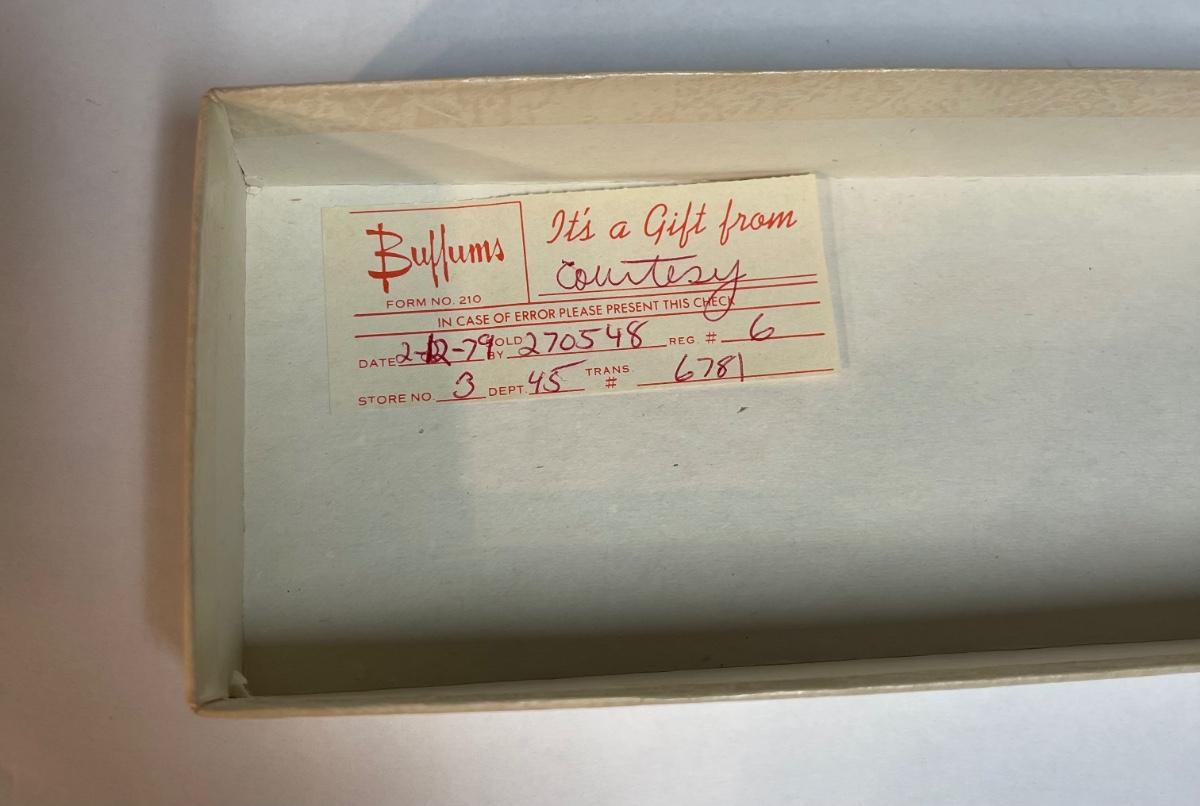 Buffums
It's a Gift from
courtesy
FORM NO. 210
IN CASE OF ERROR PLEASE PRESENT THIS CHECK
DATE 2-12-79 SOLD BY 270548 REG. # 6
STORE NO. 3 DEPT. 45 TRANS. # 6781